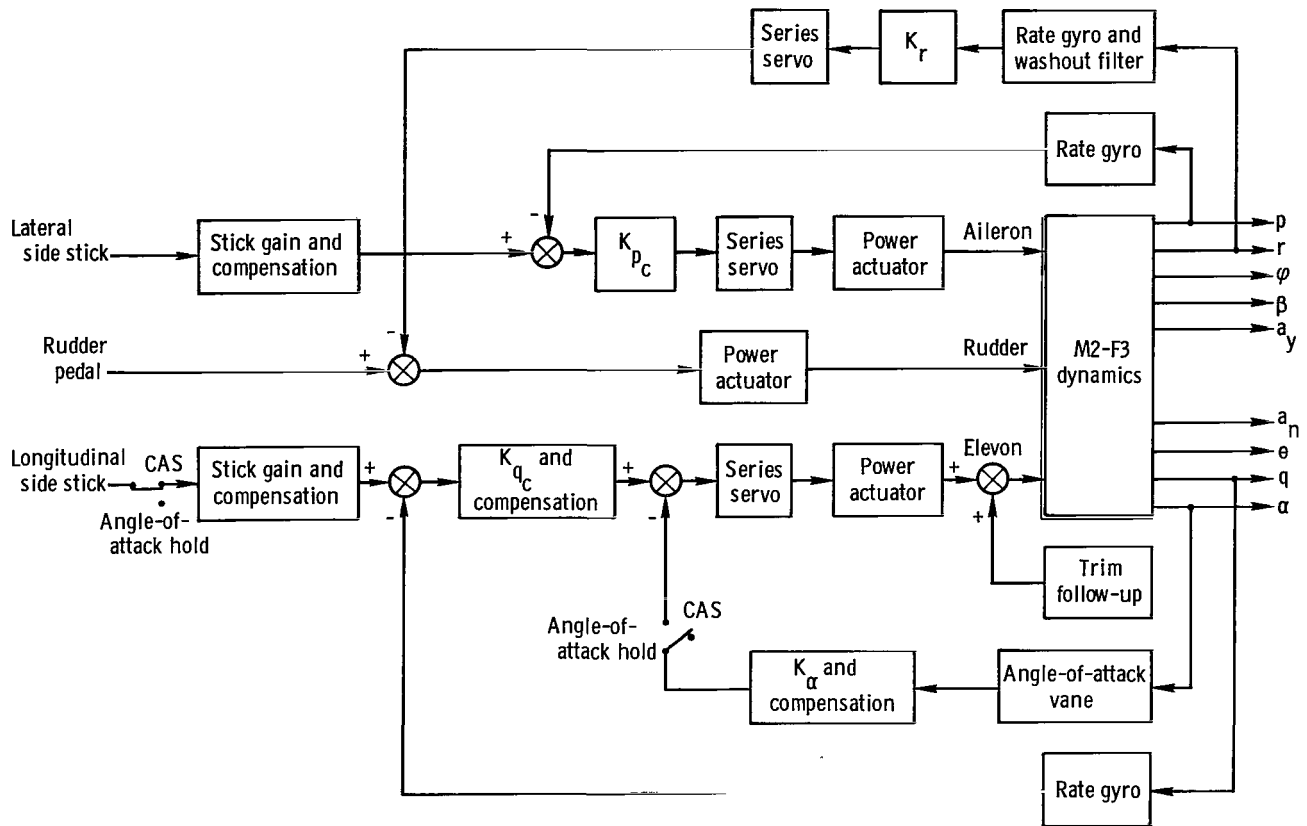 Series
servo
K
r
Rate gyro and
washout filter
Rate gyro
-
Lateral
side stick
Stick gain and
compensation
+
K
p
c
Series
servo
Power
actuator
Aileron
p
r
φ
β
a
y
-
Rudder
pedal
+
Power
actuator
Rudder
M2-F3
dynamics
a
n
θ
q
α
Longitudinal
side stick
CAS
Angle-of-
attack hold
Stick gain and
compensation
+
-
K
q
c
and
compensation
+
-
Series
servo
Power
actuator
+
Elevon
+
Trim
follow-up
Angle-of-
attack hold
CAS
K
α
and
compensation
Angle-of-attack
vane
Rate gyro